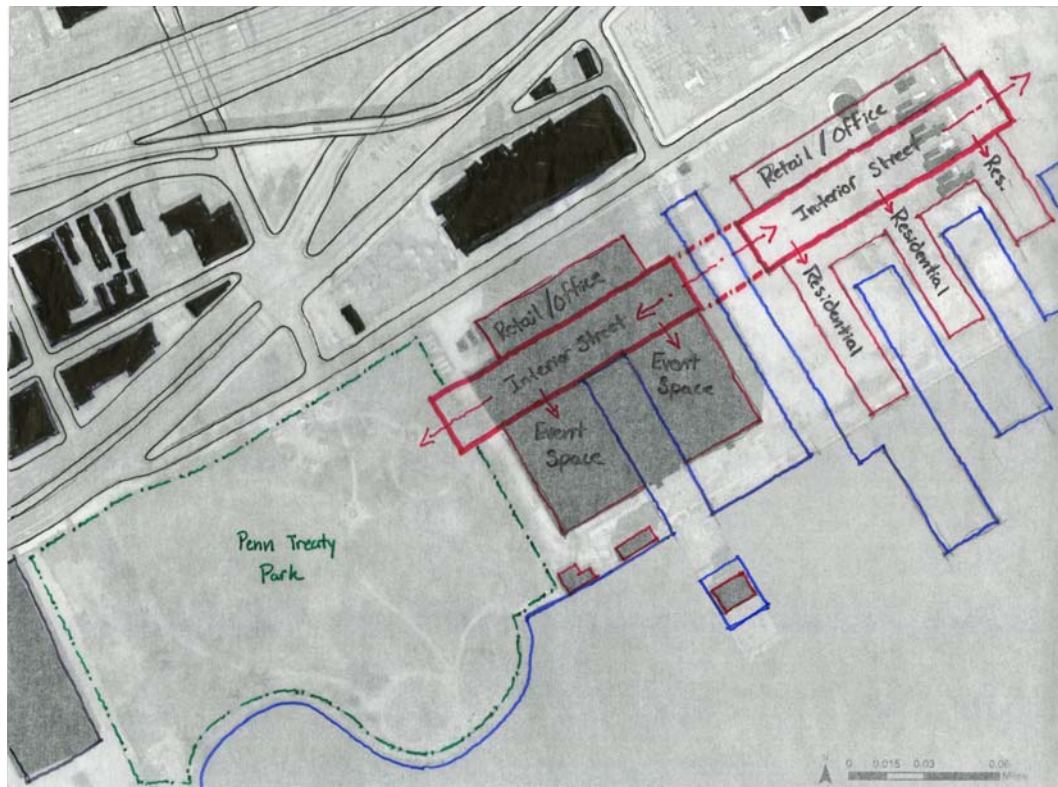 Retail / Office
Interior Street
Res.
Residential
Residential
Retail / Office
Interior Street
Event
Space
Event
Space
Penn Treaty
Park
0 0.015 0.03 0.06
Miles